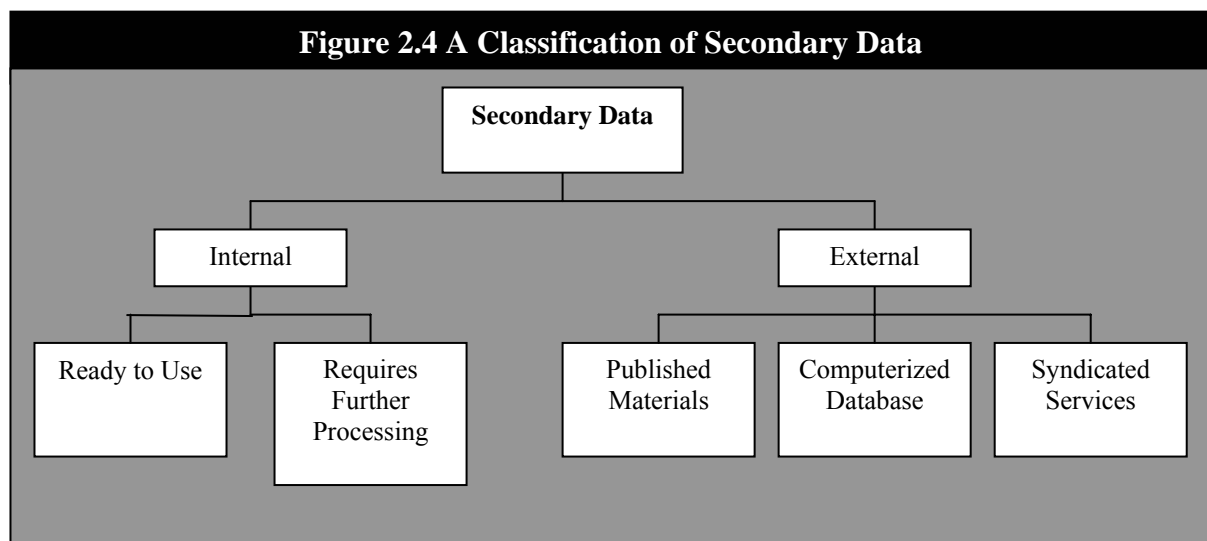 Figure 2.4 A Classification of Secondary Data
Secondary Data
Internal
External
Ready to Use
Requires
Further
Processing
Published
Materials
Computerized
Database
Syndicated
Services